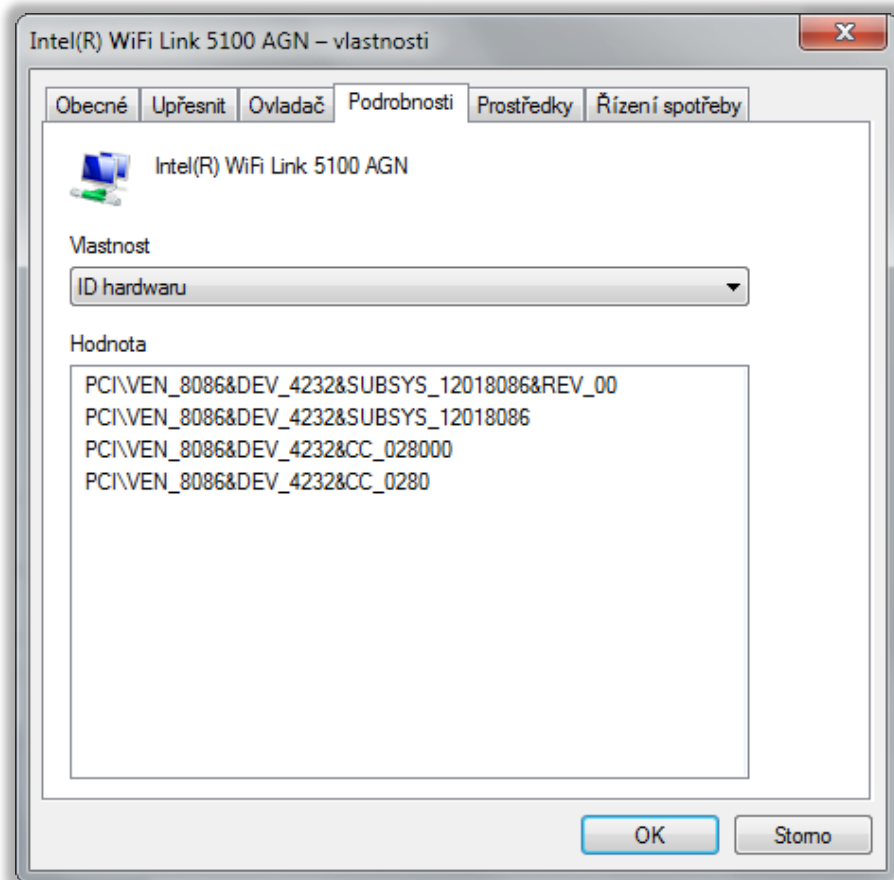 Intel(R) WiFi Link 5100 AGN – vlastnosti
Obecné Upřesnit Ovladač Podrobnosti Prostředky Řízení spotřeby
Intel(R) WiFi Link 5100 AGN
Vlastnost
ID hardwaru
Hodnota
PCI\VEN_8086&DEV_4232&SUBSYS_12018086&REV_00
PCI\VEN_8086&DEV_4232&SUBSYS_12018086
PCI\VEN_8086&DEV_4232&CC_028000
PCI\VEN_8086&DEV_4232&CC_0280
OK Storno